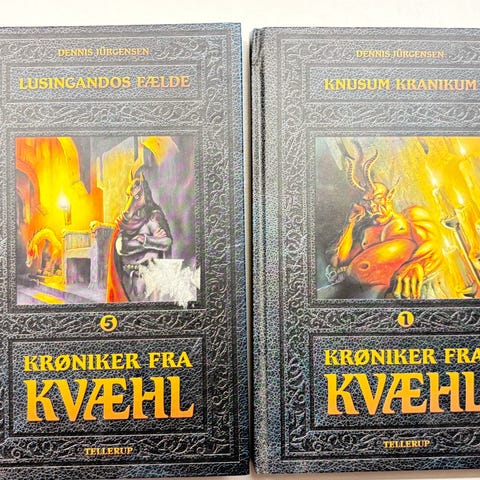 DENNIS JÜRGENSEN
LUSINGANDOS FÆLDE
5
KRØNIKER FRA
KVÆHL
TELLERUP
DENNIS JÜRGENSEN
KNUSUM KRANIKUM
1
KRØNIKER FRA
KVÆHL
TELLERUP